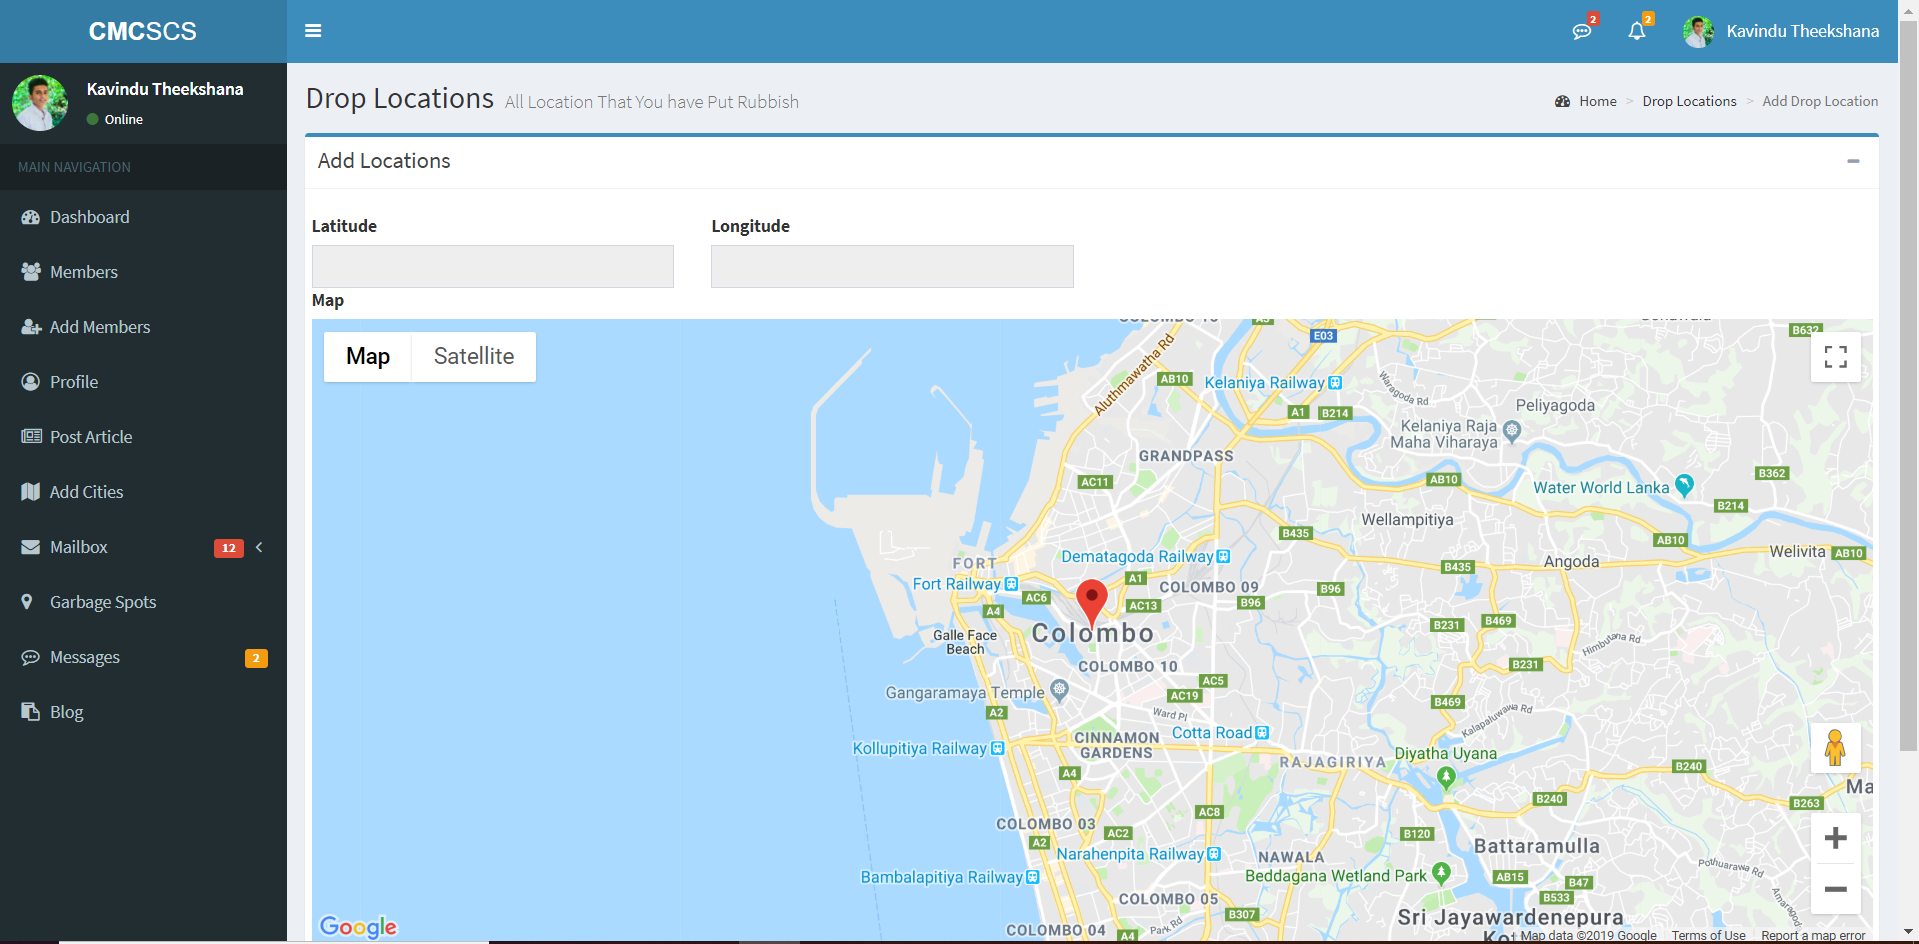 CMCSCS
2
2
Kavindu Theekshana
Kavindu Theekshana
Online
MAIN NAVIGATION
Dashboard
Members
Add Members
Profile
Post Article
Add Cities
Mailbox
12
Garbage Spots
Messages
2
Blog
Drop Locations All Location That You have Put Rubbish
Home > Drop Locations > Add Drop Location
Add Locations
Latitude
Longitude
Map
Map
Satellite
E03
B632
Aluthmawatha Rd
AB10
Kelaniya Railway
Waragoda Rd
A1
B214
Peliyagoda
Kelaniya Raja
Maha Viharaya
GRANDPASS
AC11
AB10
B362
Water World Lanka
B214
Wellampitiya
B435
AB10
Welivita
AB10
Dematagoda Railway
FORT
B435
Angoda
Fort Railway
A1
COLOMBO 09
B96
AC6
AC13
B96
A4
B469
B231
Galle Face
Beach
Colombo
Himbutana Rd
COLOMBO 10
B231
AC5
Gangaramaya Temple
AC19
B469
A2
Ward Pl
Kalapaluwawa Rd
Kollupitiya Railway
CINNAMON
GARDENS
Cotta Road
Diyatha Uyana
RAJAGIRIYA
A4
B240
Ma
B240
B263
AC8
COLOMBO 03
AC2
B120
A2
Narahenpita Railway
NAWALA
Battaramulla
Pothuarawa Rd
Bambalapitiya Railway
Beddagana Wetland Park
AB15
B47
B533
COLOMBO 05
B307
Sri Jayawardenepura
Park Rd
COLOMBO 04
A4
Google
Map data ©2019 Google
Terms of Use
Report a map error